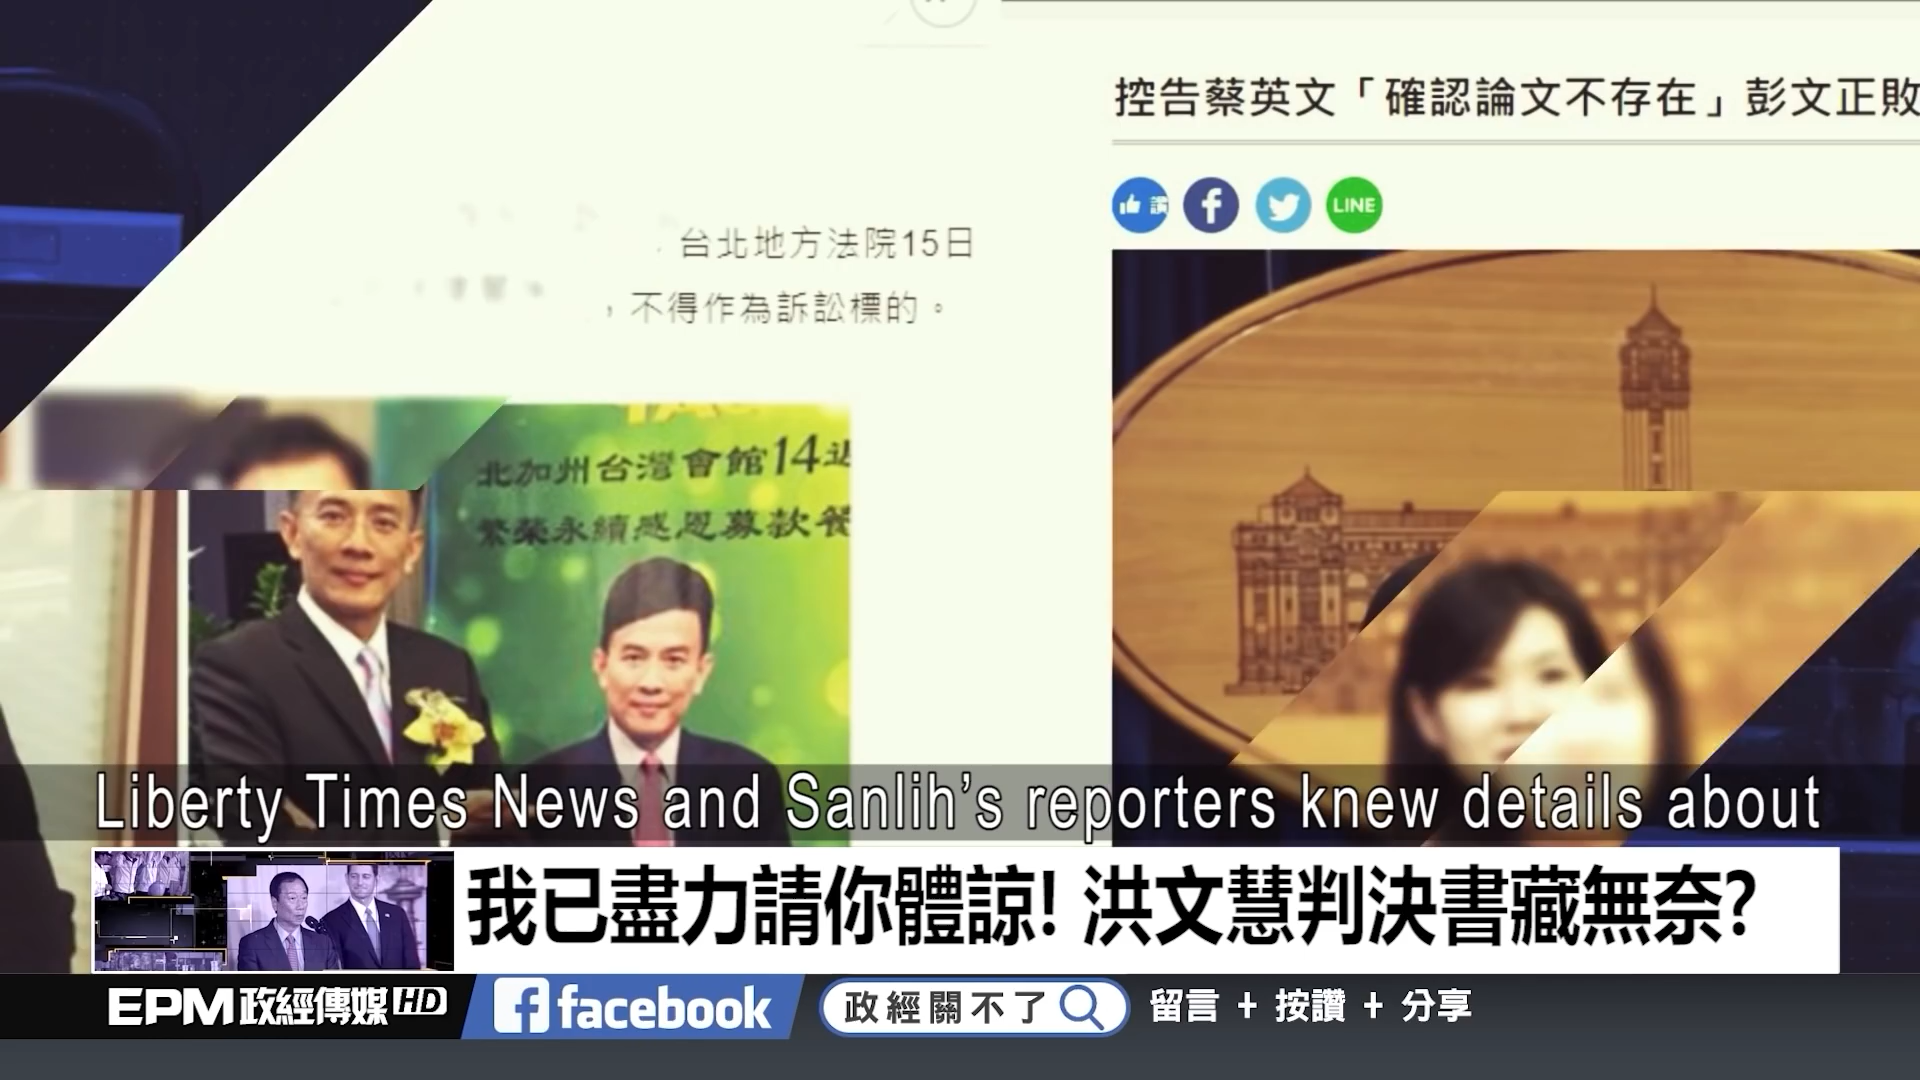 控告蔡英文「確認論文不存在」彭文正敗
讚
LINE
台北地方法院15日
，不得作為訴訟標的。
北加州台灣會館14週
繁榮永續感恩募款餐
Liberty Times News and Sanlih's reporters knew details about
我已盡力請你體諒! 洪文慧判決書藏無奈?
EPM政經傳媒HD
facebook
政經關不了
留言 + 按讚 + 分享